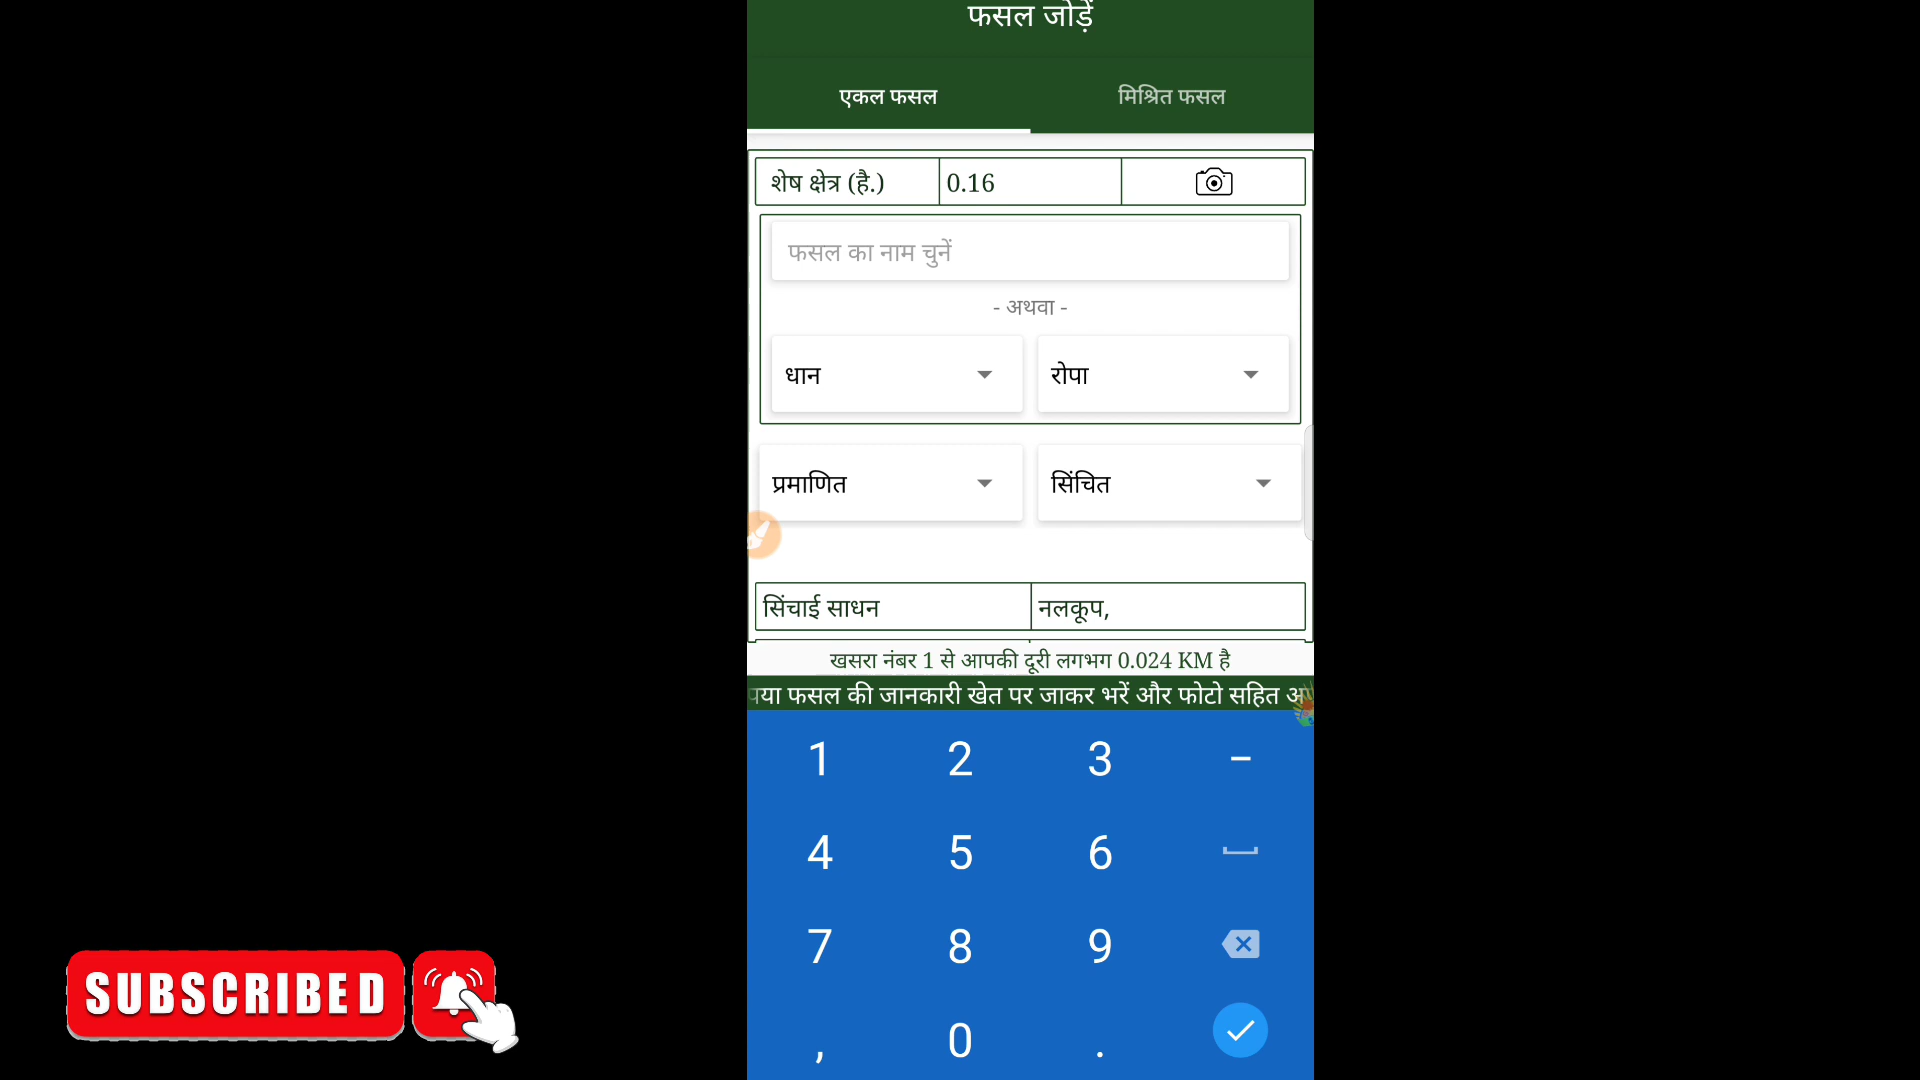 फसल जोड़ें
एकल फसल मिश्रित फसल
शेष क्षेत्र (है.) 0.16
फसल का नाम चुनें
- अथवा -
धान रोपा
प्रमाणित सिंचित
सिंचाई साधन नलकूप,
खसरा नंबर 1 से आपकी दूरी लगभग 0.024 KM है
फसल की जानकारी खेत पर जाकर भरें और फोटो सहित
1 2 3 -
4 5 6
7 8 9
, 0 .
SUBSCRIBED